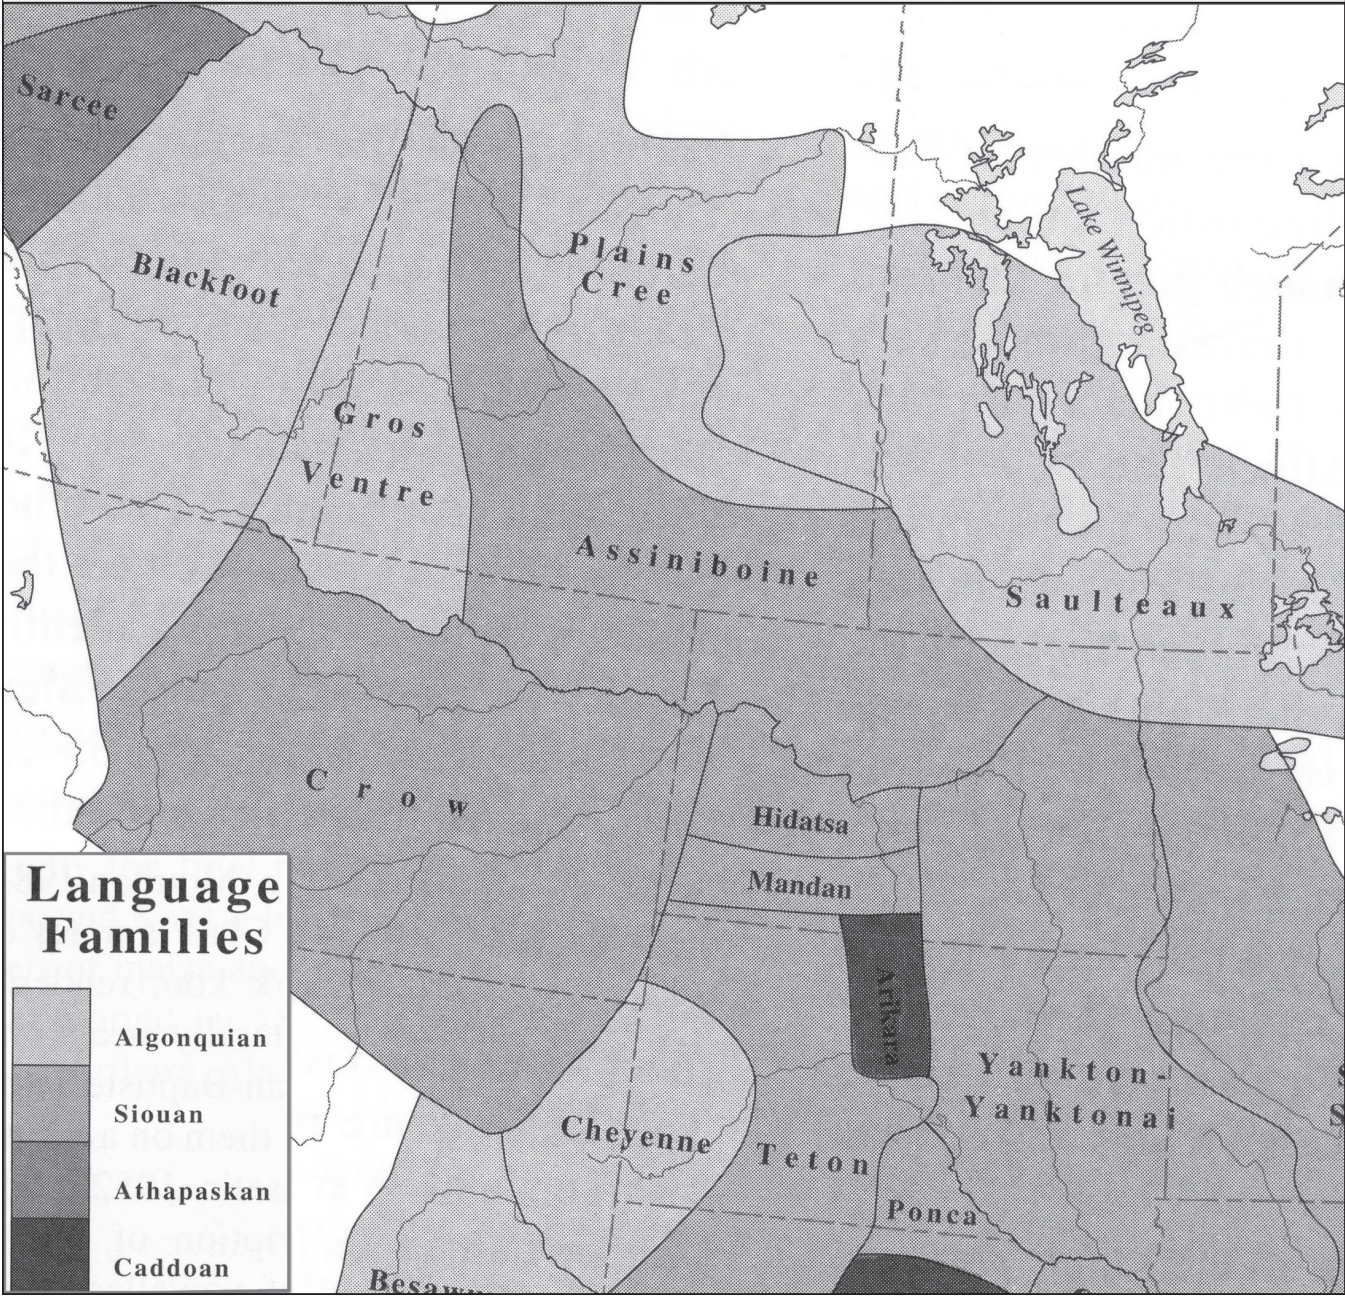 Sarcee
Blackfoot
Plains
Cree
Lake Winnipeg
Gros
Ventre
Assiniboine
Saulteaux
Crow
Hidatsa
Mandan
Arikara
Yankton-
Yanktonai
Cheyenne
Teton
Ponca
Language
Families
Algonquian
Siouan
Athapaskan
Caddoan
S
S